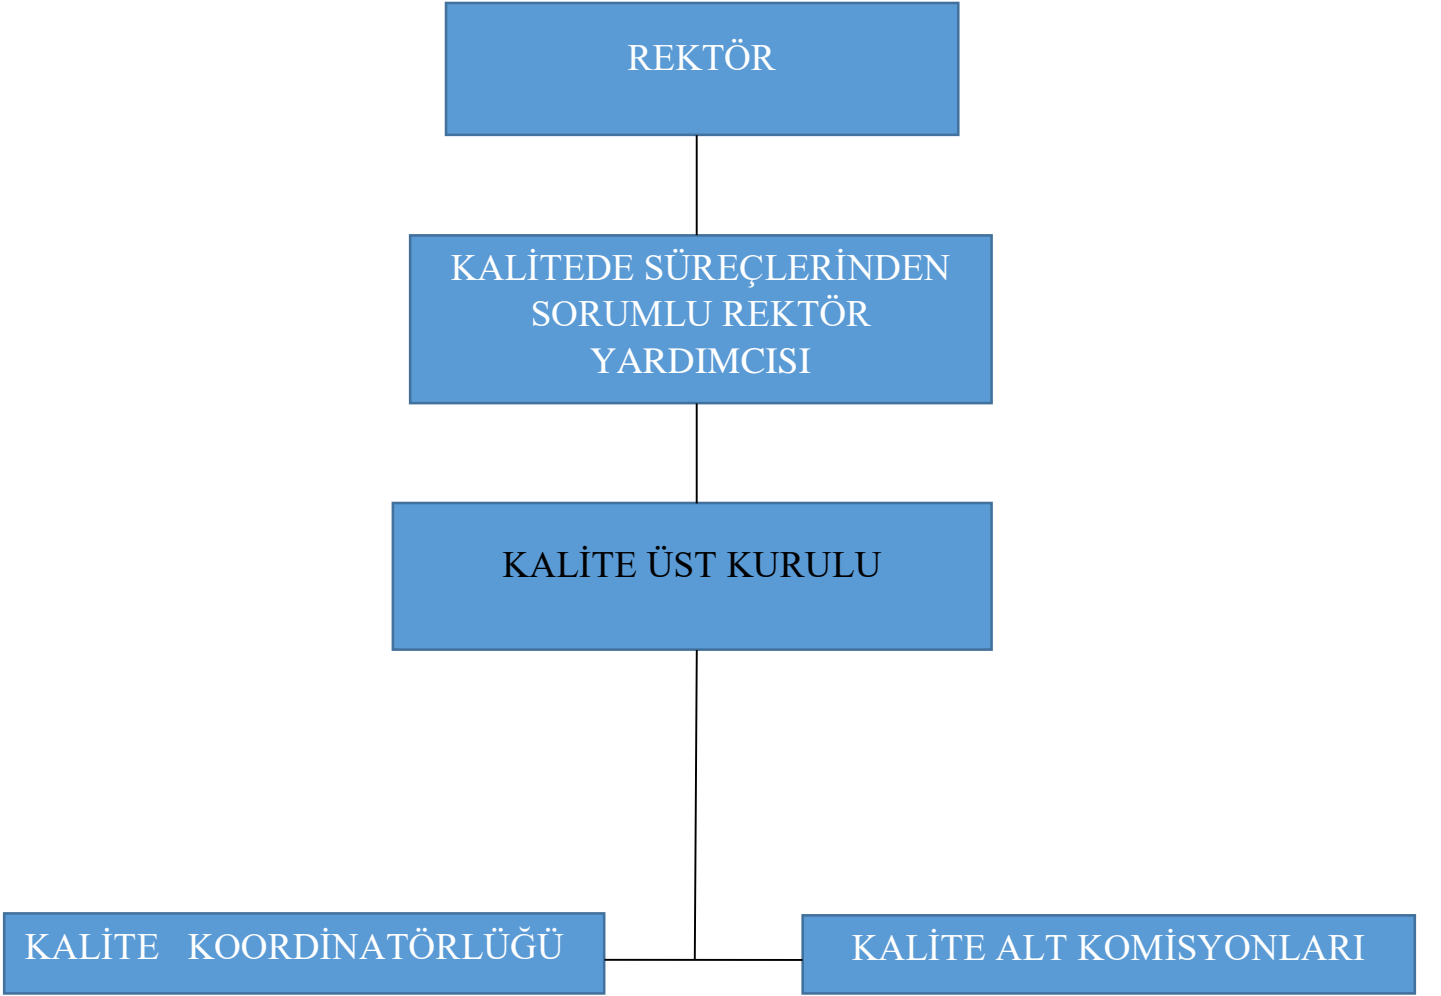 REKTÖR
KALİTEDE SÜREÇLERİNDEN
SORUMLU REKTÖR
YARDIMCISI
KALİTE ÜST KURULU
KALİTE KOORDİNATÖRLÜĞÜ
KALİTE ALT KOMİSYONLARI